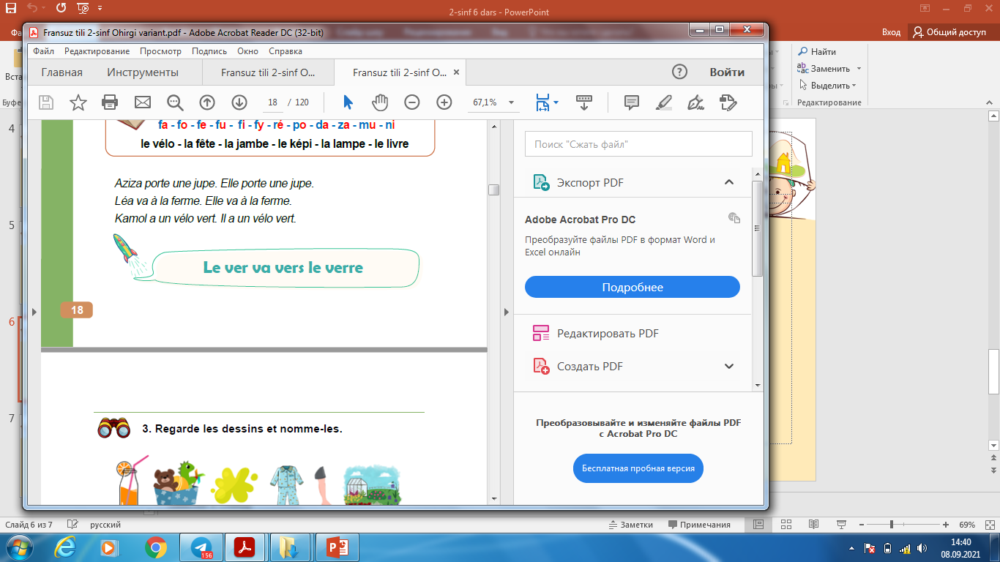 2-sinf 6 dars - PowerPoint
Вход
Общий доступ
Fransuz tili 2-sinf Ohirgi variant.pdf - Adobe Acrobat Reader DC (32-bit)
Файл Редактирование Просмотр Подпись Окно Справка
Главная Инструменты Fransuz tili 2-sinf O... Fransuz tili 2-sinf O... Войти
18 / 120 67,1%
Найти
Заменить
Выделить
Редактирование
fa - fo - fe - fu - fi - fy - ré - po - da - za - mu - ni
le vélo - la fête - la jambe - le képi - la lampe - le livre
Aziza porte une jupe. Elle porte une jupe.
Léa va à la ferme. Elle va à la ferme.
Kamol a un vélo vert. Il a un vélo vert.
Le ver va vers le verre
18
3. Regarde les dessins et nomme-les.
Поиск "Сжать файл"
Экспорт PDF
Adobe Acrobat Pro DC
Преобразуйте файлы PDF в формат Word и
Excel онлайн
Подробнее
Редактировать PDF
Создать PDF
Преобразовывайте и изменяйте файлы PDF
с Acrobat Pro DC
Бесплатная пробная версия
4
5
6
7
Слайд 6 из 7 русский Заметки Примечания 69%
156
14:40
08.09.2021